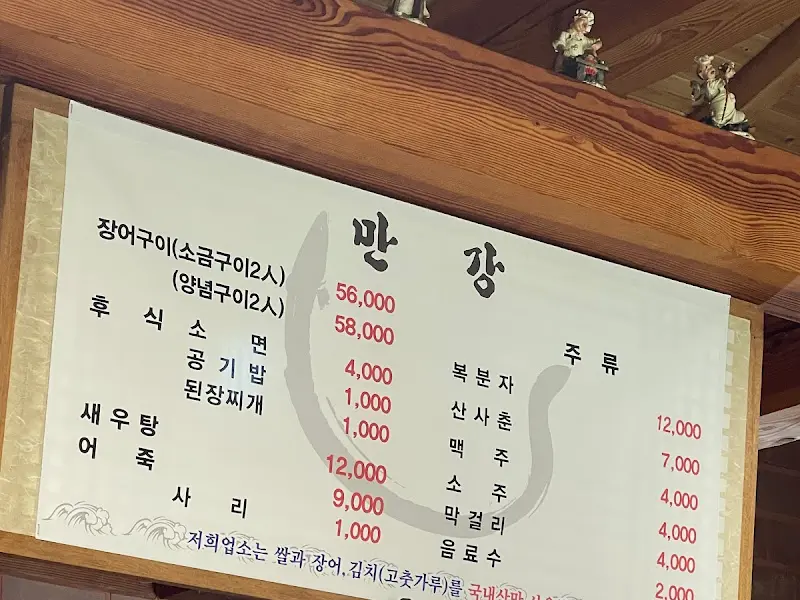 만강
장어구이(소금구이2人) 56,000
(양념구이2人) 58,000
후식소면 4,000
공기밥 1,000
된장찌개 1,000
새우탕 12,000
어죽 9,000
사리 1,000
주류
복분자 12,000
산사춘 7,000
맥주 4,000
소주 4,000
막걸리 4,000
음료수 2,000
저희업소는 쌀과 장어, 김치(고춧가루)를 국내산만